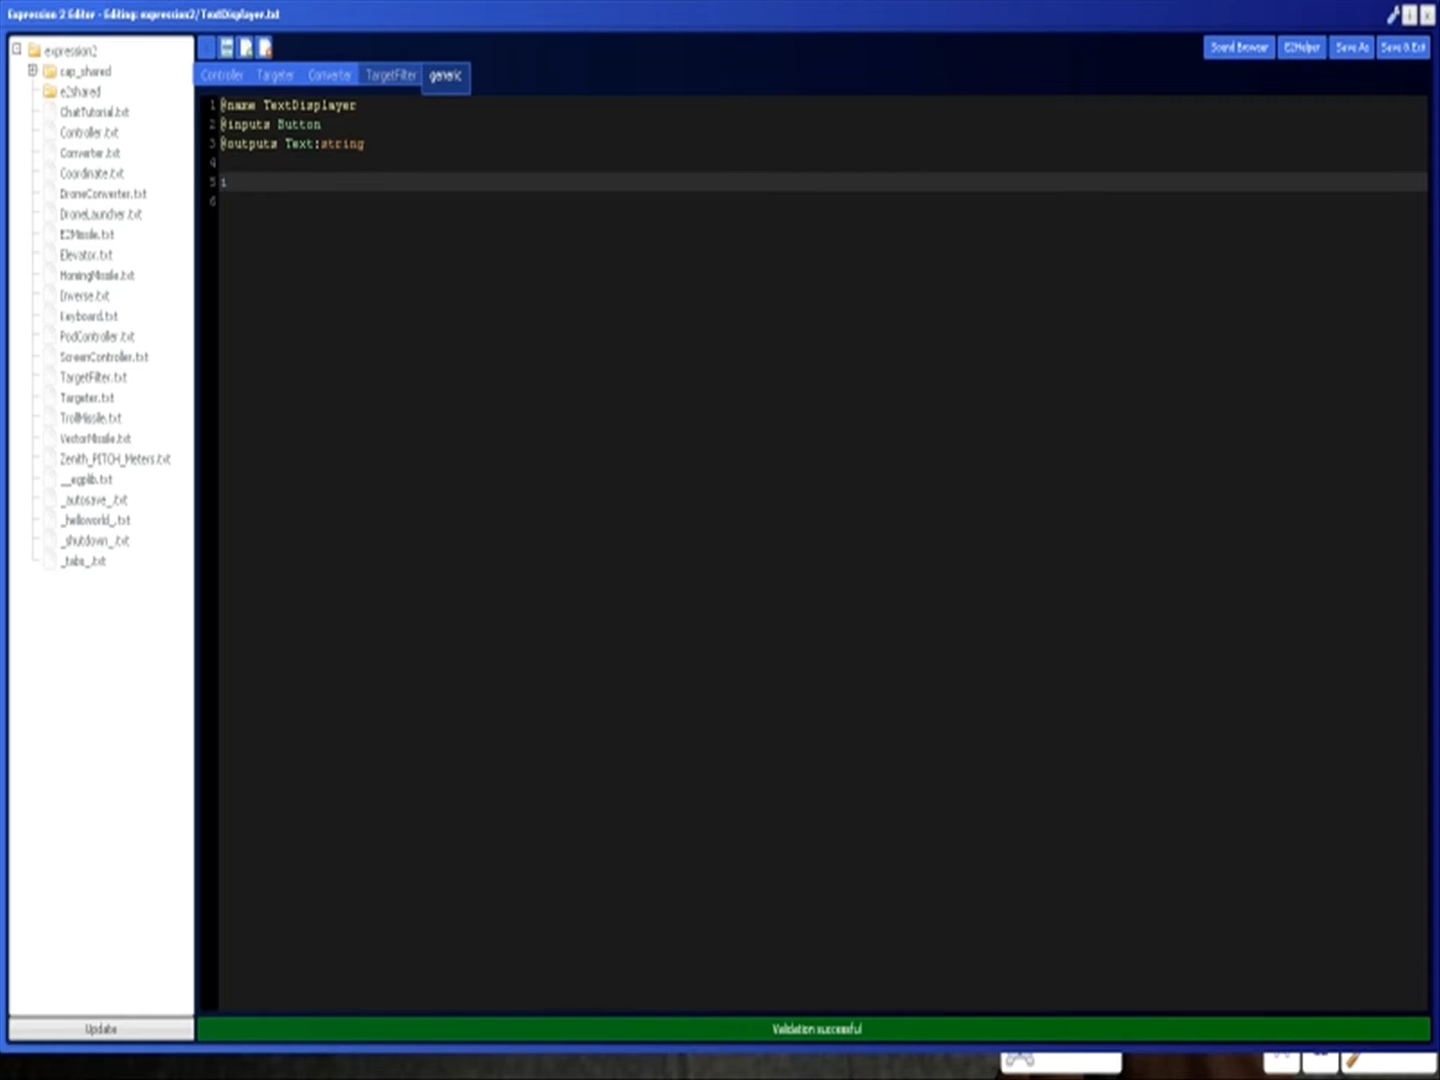 Expression 2 Editor - Editing: expression2/TextDisplayer.txt
Sound Browser E2Helper Save As Save & Exit
Controller Targeter Converter TargetFilter generic
expression2
cap_shared
e2shared
ChatTutorial.txt
Controller.txt
Converter.txt
Coordinate.txt
DroneConverter.txt
DroneLauncher.txt
E2Missile.txt
Elevator.txt
HomingMissile.txt
Inverse.txt
Keyboard.txt
PodController.txt
ScreenController.txt
TargetFilter.txt
Targeter.txt
TrollMissile.txt
VectorMissile.txt
Zenith_PITCH_Meters.txt
__egplib.txt
_autosave_.txt
_helloworld_.txt
_shutdown_.txt
_tabs_.txt
Update
1 @name TextDisplayer
2 @inputs Button
3 @outputs Text:string
4
5 i
6
Validation successful